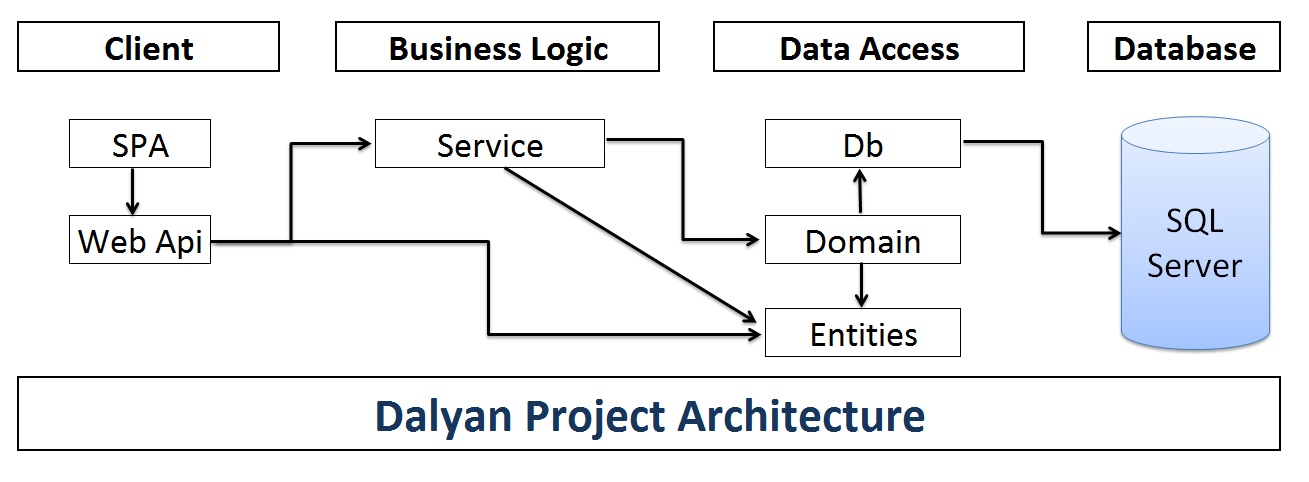 Client
Business Logic
Data Access
Database
SPA
Service
Db
Web Api
Domain
SQL
Server
Entities
Dalyan Project Architecture